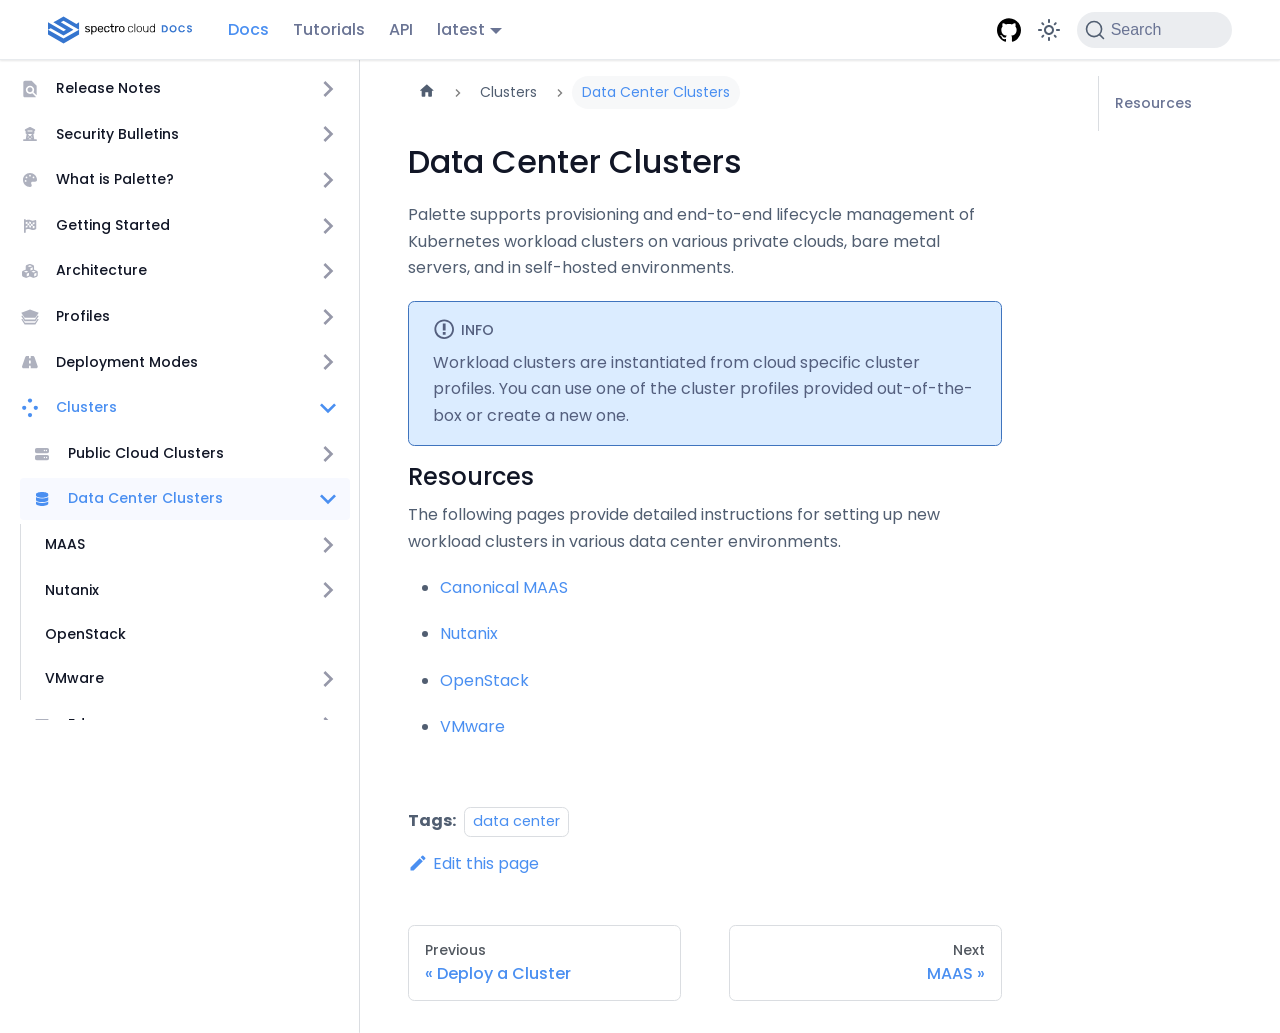 spectro cloud DOCS
Docs
Tutorials
API
latest
Search
Release Notes
Security Bulletins
What is Palette?
Getting Started
Architecture
Profiles
Deployment Modes
Clusters
Public Cloud Clusters
Data Center Clusters
MAAS
Nutanix
OpenStack
VMware
Clusters
Data Center Clusters
Data Center Clusters
Palette supports provisioning and end-to-end lifecycle management of
Kubernetes workload clusters on various private clouds, bare metal
servers, and in self-hosted environments.
INFO
Workload clusters are instantiated from cloud specific cluster
profiles. You can use one of the cluster profiles provided out-of-the-
box or create a new one.
Resources
The following pages provide detailed instructions for setting up new
workload clusters in various data center environments.
Canonical MAAS
Nutanix
OpenStack
VMware
Tags: data center
Edit this page
Previous
« Deploy a Cluster
Next
MAAS »
Resources